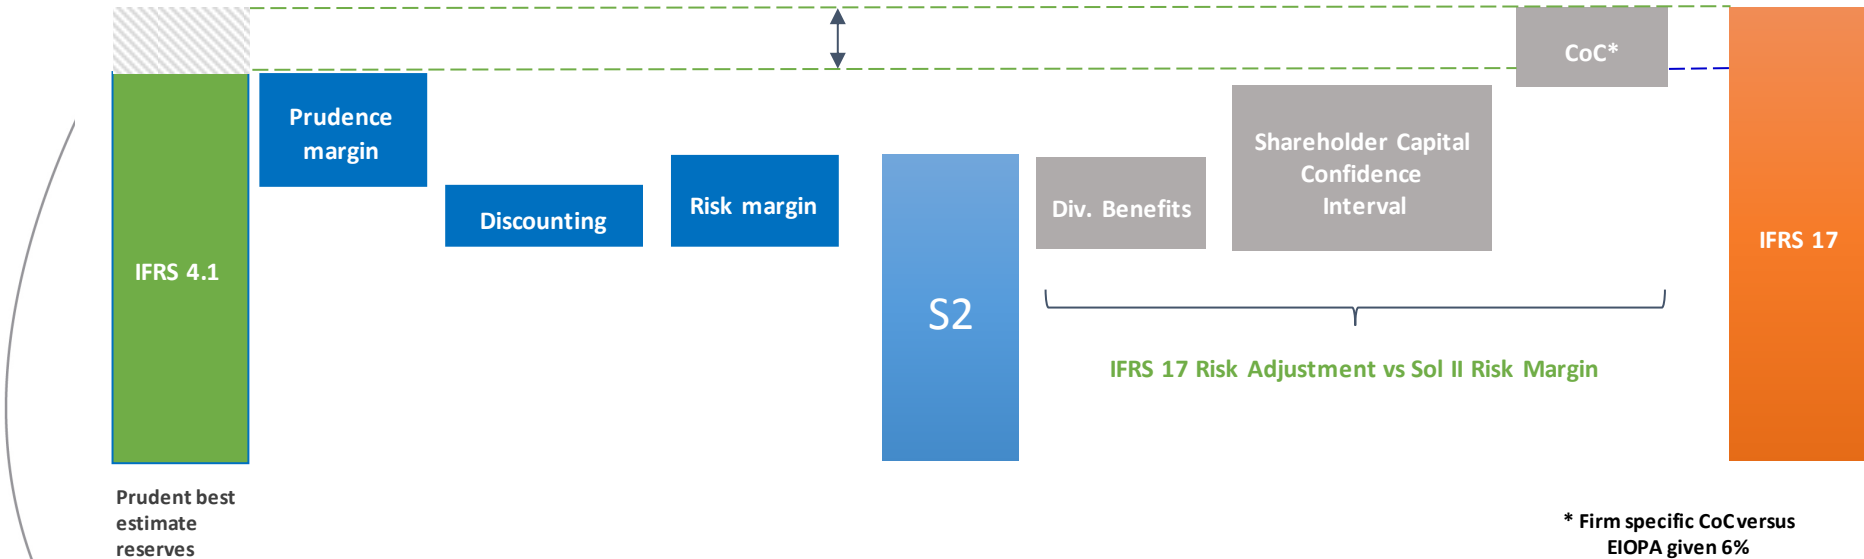 CoC*
Prudence
margin
Shareholder Capital
Confidence
Interval
Risk margin
Div. Benefits
Discounting
IFRS 17
IFRS 4.1
S2
IFRS 17 Risk Adjustment vs Sol II Risk Margin
Prudent best
estimate
reserves
* Firm specific CoC versus
EIOPA given 6%